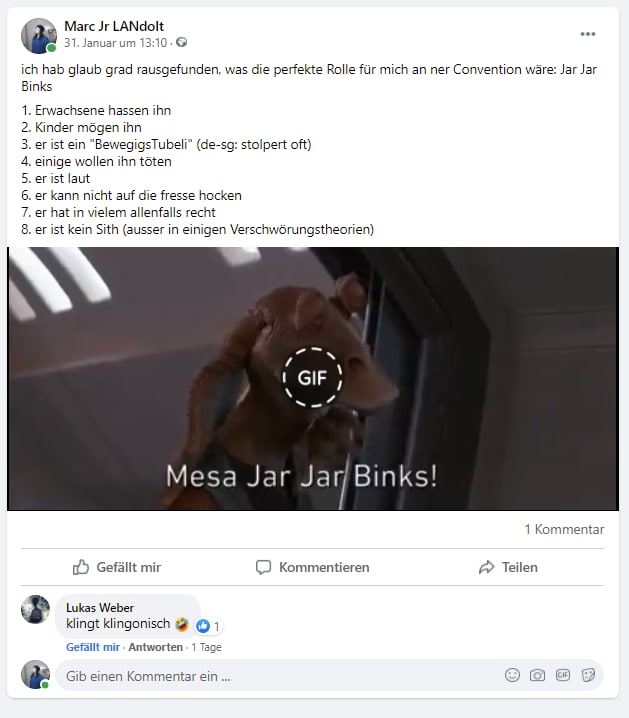 Marc Jr LANdolt
31. Januar um 13:10 ·
ich hab glaub grad rausgefunden, was die perfekte Rolle für mich an ner Convention wäre: Jar Jar
Binks
1. Erwachsene hassen ihn
2. Kinder mögen ihn
3. er ist ein "BewegigsTubeli" (de-sg: stolpert oft)
4. einige wollen ihn töten
5. er ist laut
6. er kann nicht auf die fresse hocken
7. er hat in vielem allenfalls recht
8. er ist kein Sith (ausser in einigen Verschwörungstheorien)
GIF
Mesa Jar Jar Binks!
1 Kommentar
Gefällt mir Kommentieren Teilen
Lukas Weber
klingt klingonisch 🤣 1
Gefällt mir · Antworten · 1 Tage
Gib einen Kommentar ein ... GIF